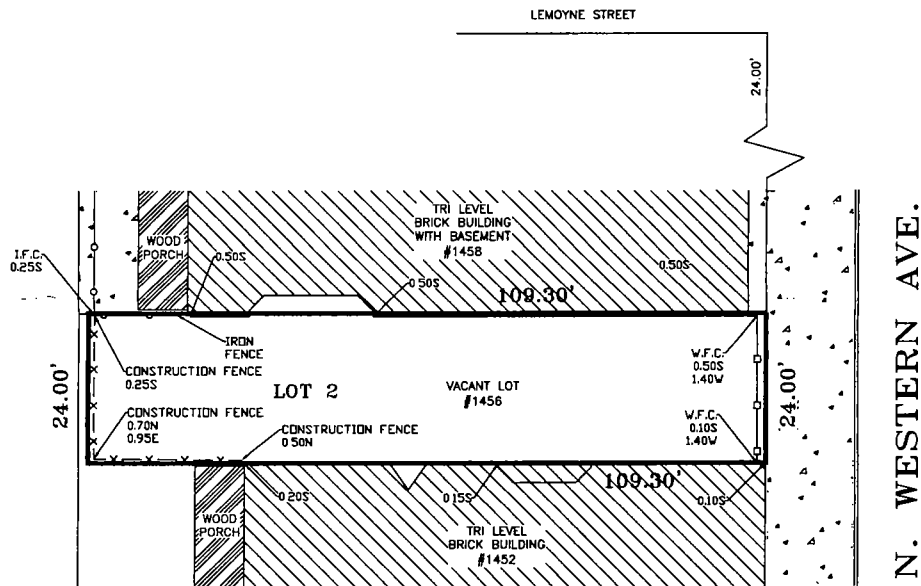 LEMOYNE STREET
24.00'
TRI LEVEL
BRICK BUILDING
WITH BASEMENT
#1458
WOOD
PORCH
I.F.C.
0.25S
0.50S
0.50S
0.50S
109.30'
IRON
FENCE
CONSTRUCTION FENCE
0.25S
W.F.C.
0.50S
1.40W
24.00'
LOT 2
VACANT LOT
#1456
24.00'
N. WESTERN AVE.
CONSTRUCTION FENCE
0.70N
0.95E
CONSTRUCTION FENCE
0.50N
W.F.C.
0.10S
1.40W
0.20S
0.15S
109.30'
0.10S
WOOD
PORCH
TRI LEVEL
BRICK BUILDING
#1452